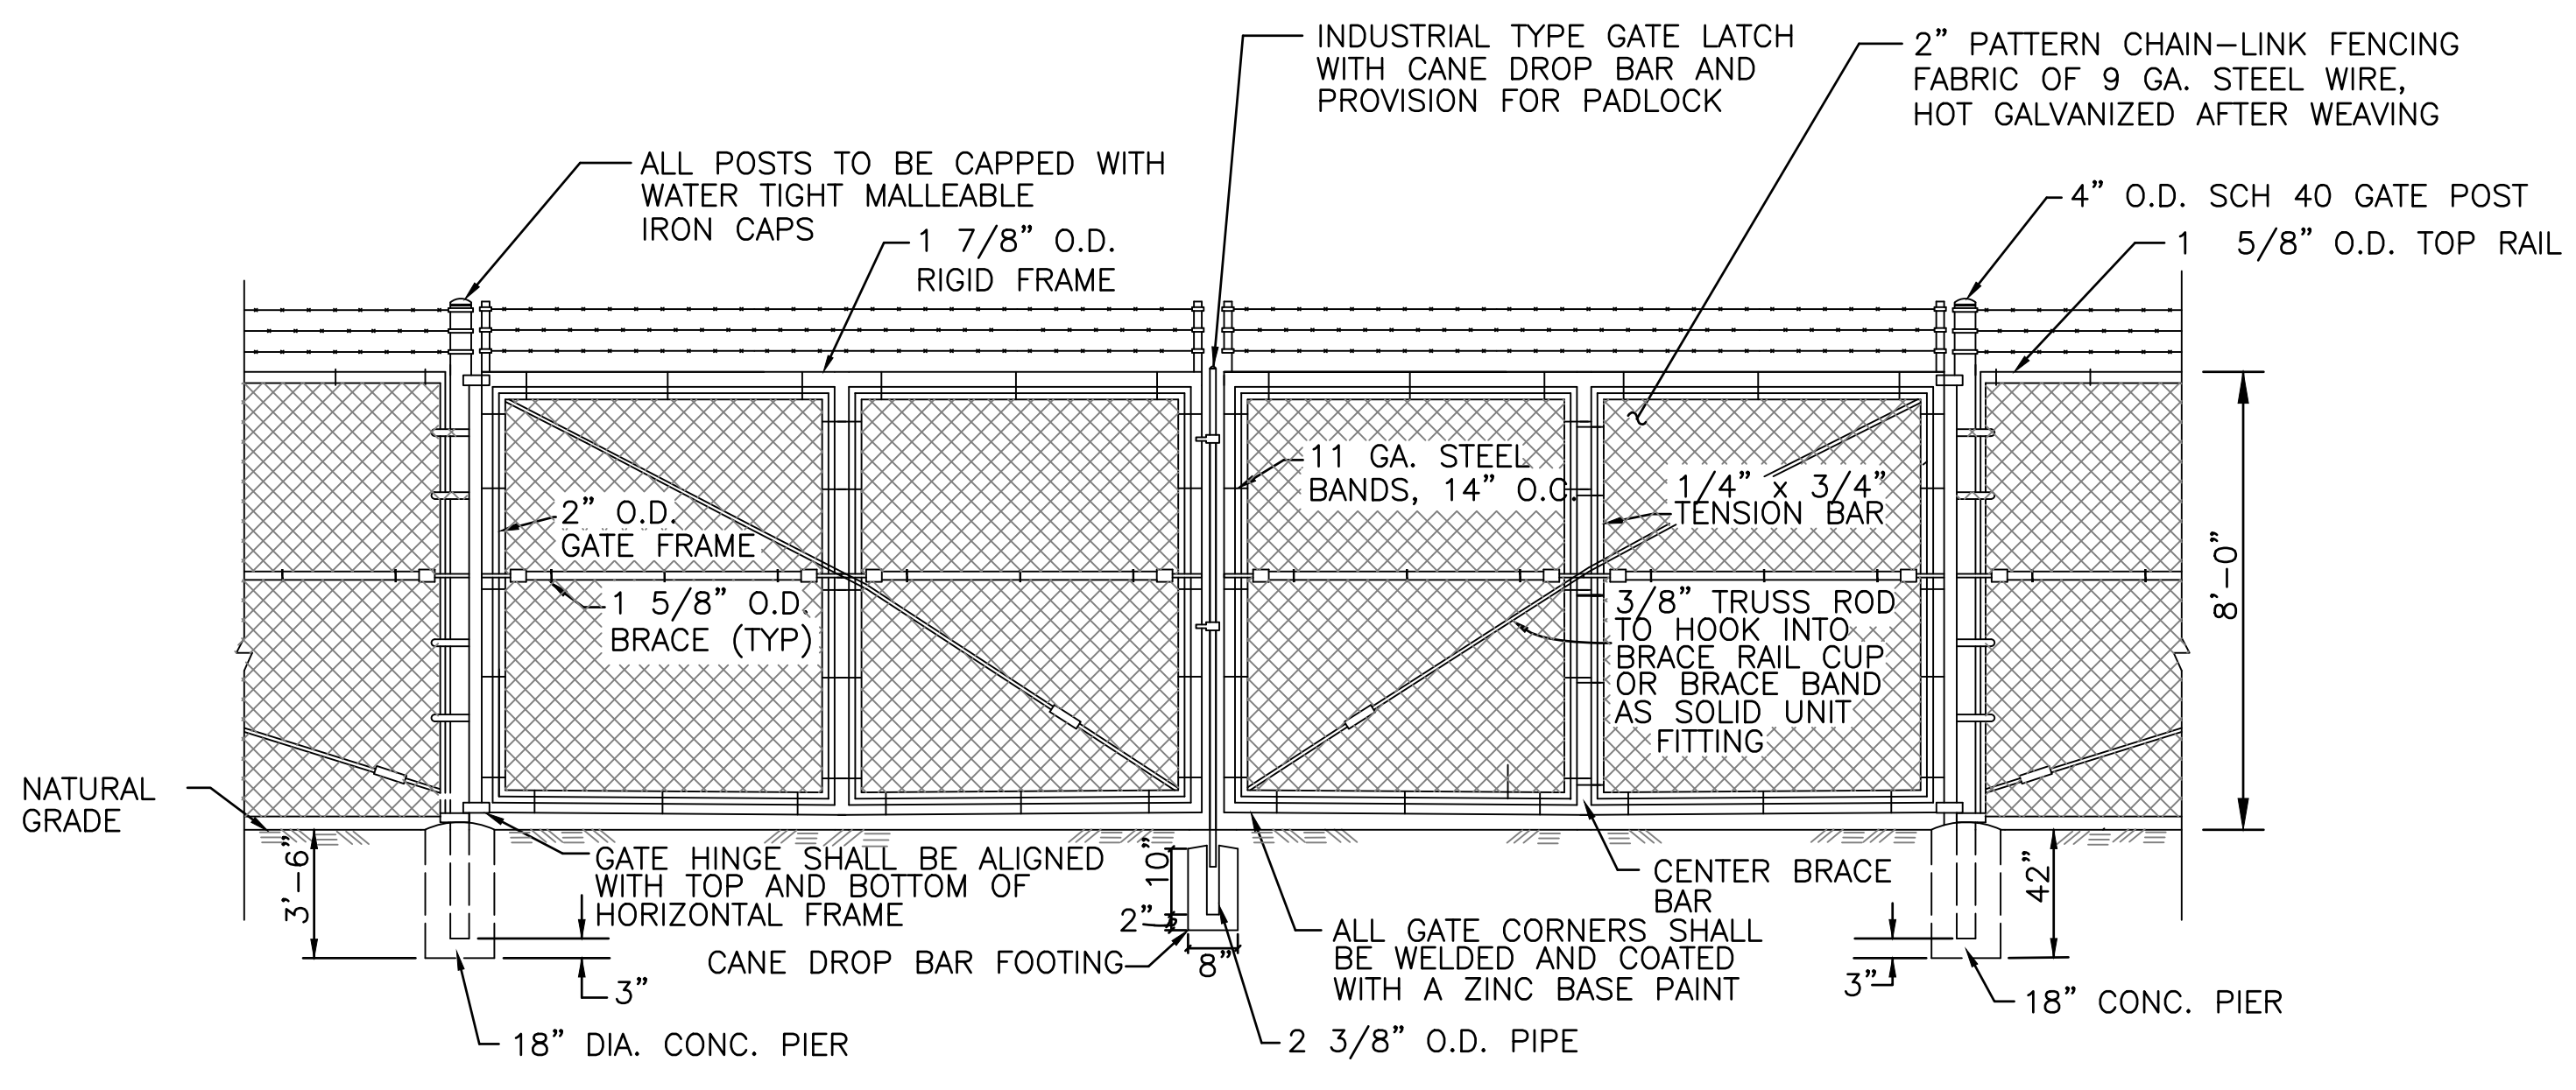 INDUSTRIAL TYPE GATE LATCH
WITH CANE DROP BAR AND
PROVISION FOR PADLOCK
2” PATTERN CHAIN-LINK FENCING
FABRIC OF 9 GA. STEEL WIRE,
HOT GALVANIZED AFTER WEAVING
ALL POSTS TO BE CAPPED WITH
WATER TIGHT MALLEABLE
IRON CAPS
1 7/8” O.D.
RIGID FRAME
4” O.D. SCH 40 GATE POST
1 5/8” O.D. TOP RAIL
11 GA. STEEL
BANDS, 14” O.C.
1/4” x 3/4”
TENSION BAR
2” O.D.
GATE FRAME
8'-0”
1 5/8” O.D.
BRACE (TYP)
3/8” TRUSS ROD
TO HOOK INTO
BRACE RAIL CUP
OR BRACE BAND
AS SOLID UNIT
FITTING
NATURAL
GRADE
3'-6”
GATE HINGE SHALL BE ALIGNED
WITH TOP AND BOTTOM OF
HORIZONTAL FRAME
10”
2”
8”
CANE DROP BAR FOOTING
CENTER BRACE
BAR
42”
ALL GATE CORNERS SHALL
BE WELDED AND COATED
WITH A ZINC BASE PAINT
3”
3”
18” CONC. PIER
18” DIA. CONC. PIER
2 3/8” O.D. PIPE